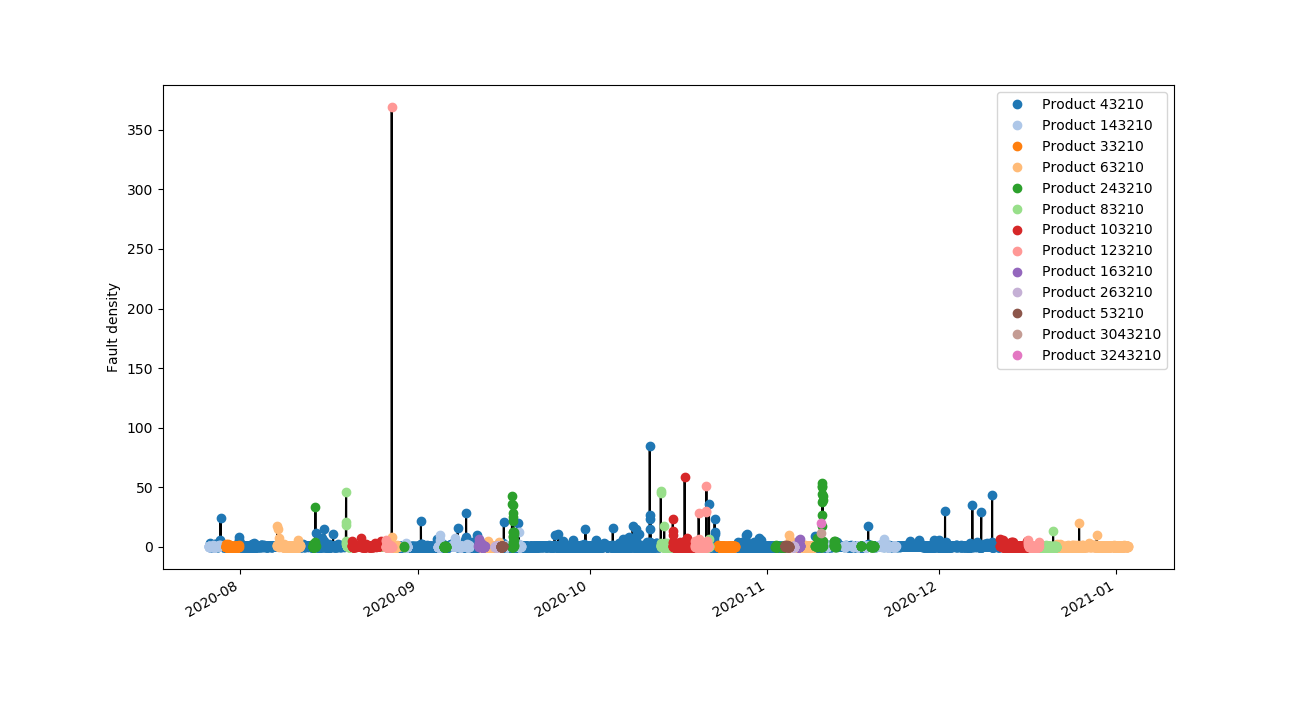 Fault density
350
300
250
200
150
100
50
0
2020-08
2020-09
2020-10
2020-11
2020-12
2021-01
Product 43210
Product 143210
Product 33210
Product 63210
Product 243210
Product 83210
Product 103210
Product 123210
Product 163210
Product 263210
Product 53210
Product 3043210
Product 3243210